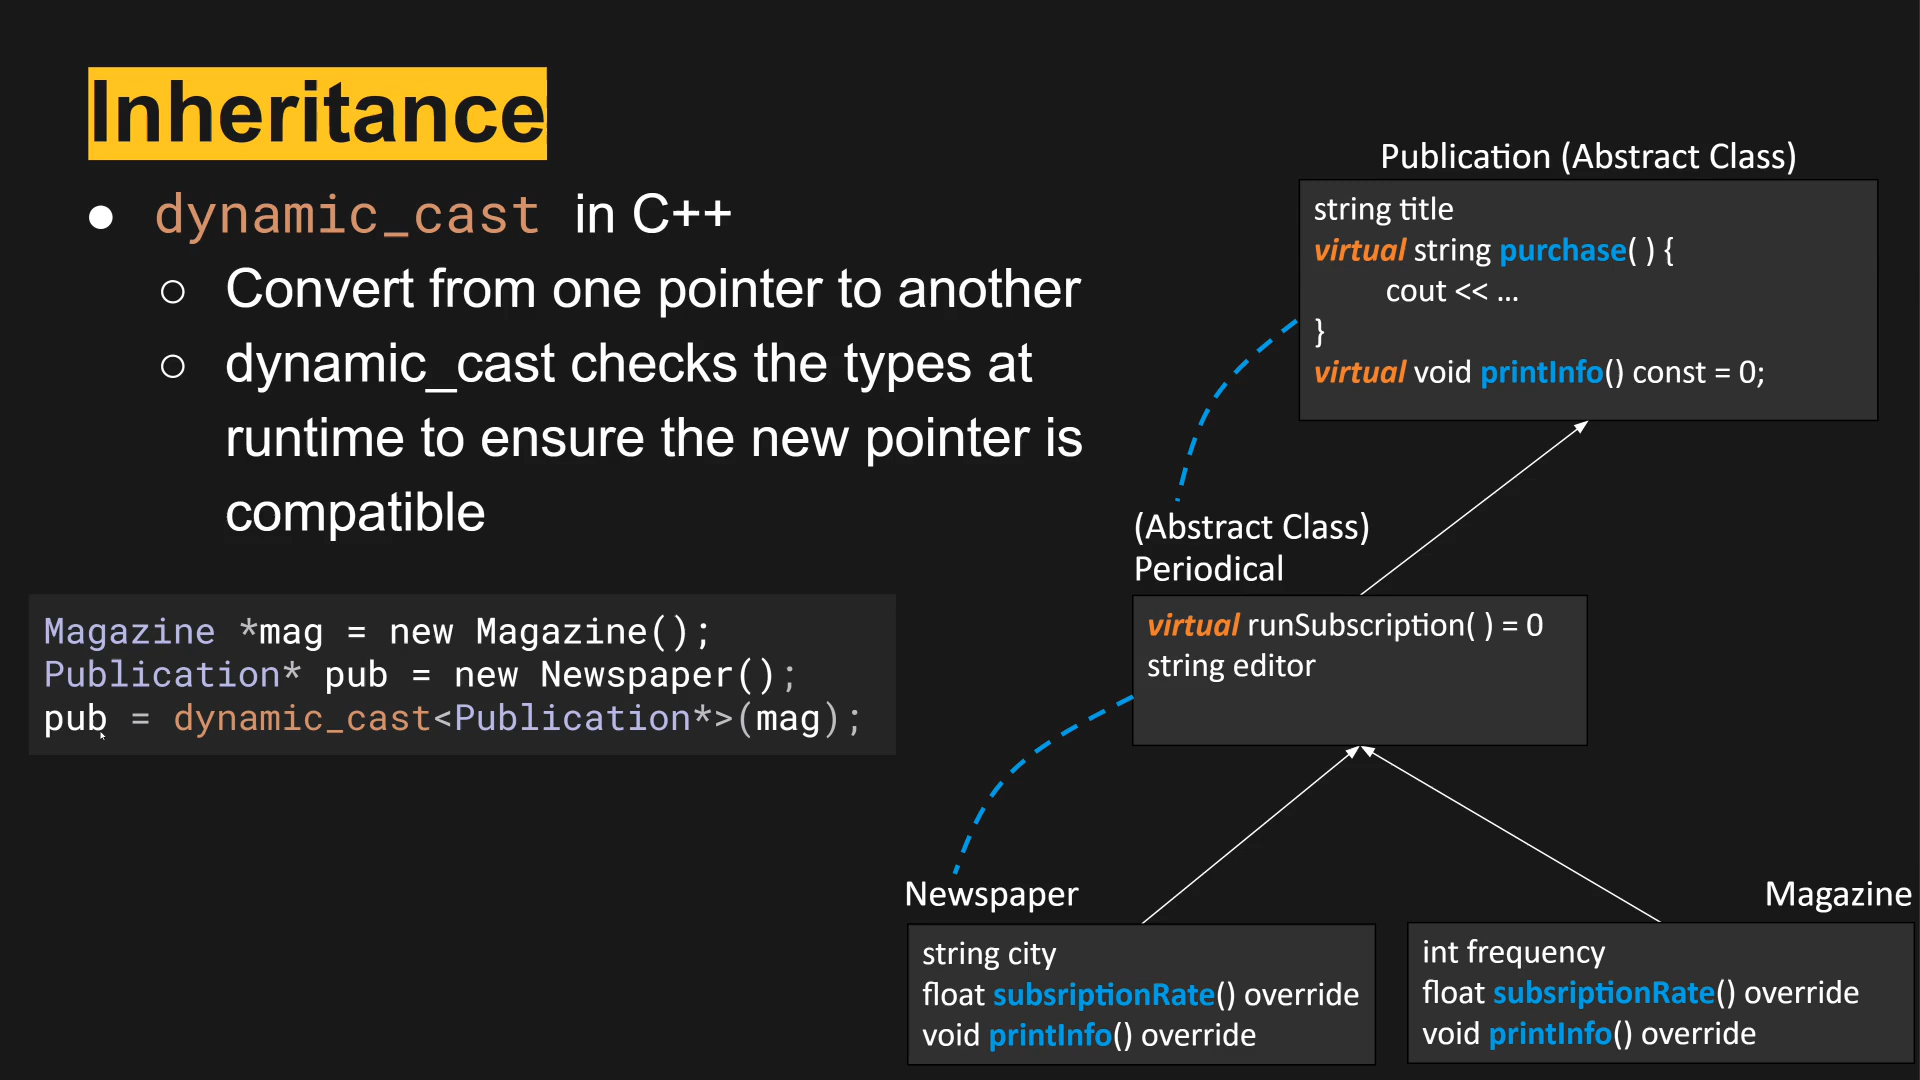 Inheritance
● dynamic_cast in C++
○ Convert from one pointer to another
○ dynamic_cast checks the types at
runtime to ensure the new pointer is
compatible
Magazine *mag = new Magazine();
Publication* pub = new Newspaper();
pub = dynamic_cast<Publication*>(mag);
Publication (Abstract Class)
string title
virtual string purchase( ) {
cout << ...
}
virtual void printInfo() const = 0;
(Abstract Class)
Periodical
virtual runSubscription( ) = 0
string editor
Newspaper
string city
float subsriptionRate() override
void printInfo() override
Magazine
int frequency
float subsriptionRate() override
void printInfo() override